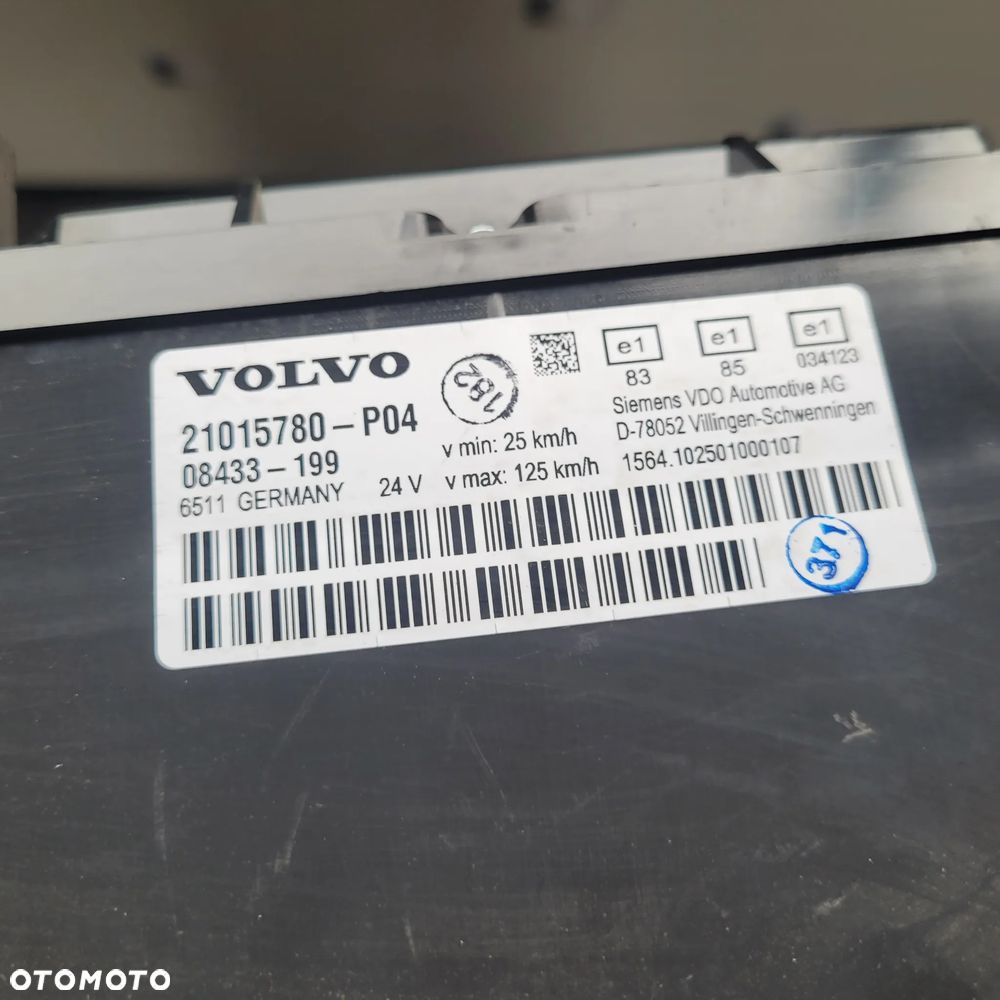 VOLVO
182
e1
e1
e1
83
85
034123
21015780-P04
08433-199
6511 GERMANY
24 V
v min: 25 km/h
v max: 125 km/h
Siemens VDO Automotive AG
D-78052 Villingen-Schwenningen
1564.102501000107
371
OTOMOTO